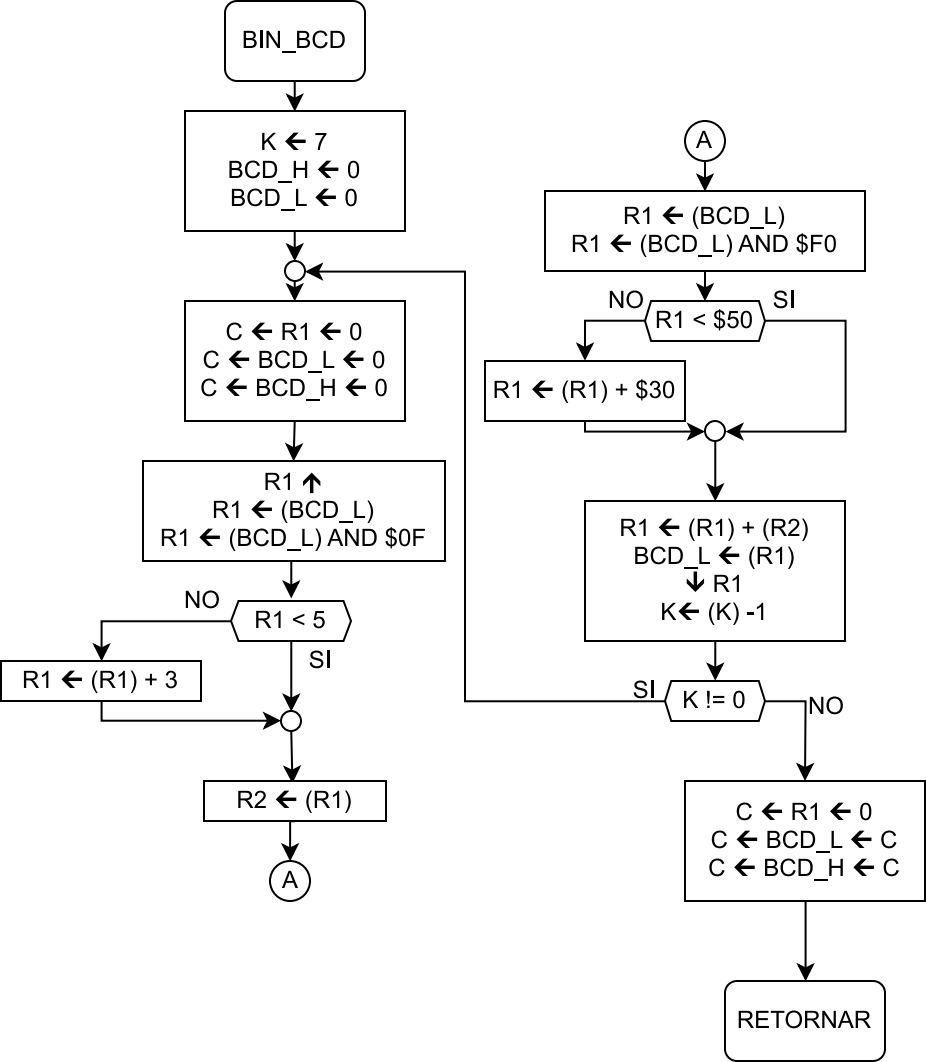 BIN_BCD
K ← 7
BCD_H ← 0
BCD_L ← 0
C ← R1 ← 0
C ← BCD_L ← 0
C ← BCD_H ← 0
R1 ↑
R1 ← (BCD_L)
R1 ← (BCD_L) AND $0F
NO
R1 < 5
SI
R1 ← (R1) + 3
R2 ← (R1)
A
A
R1 ← (BCD_L)
R1 ← (BCD_L) AND $F0
NO
SI
R1 < $50
R1 ← (R1) + $30
R1 ← (R1) + (R2)
BCD_L ← (R1)
↓ R1
K← (K) -1
SI
K != 0
NO
C ← R1 ← 0
C ← BCD_L ← C
C ← BCD_H ← C
RETORNAR